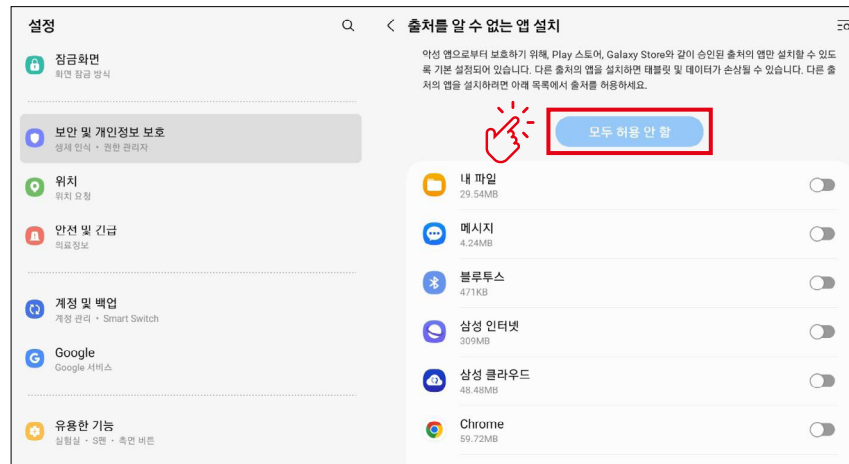 설정
잠금화면
화면 잠금 방식
보안 및 개인정보 보호
생체 인식 • 권한 관리자
위치
위치 요청
안전 및 긴급
의료정보
계정 및 백업
계정 관리 • Smart Switch
Google
Google 서비스
유용한 기능
실험실 • S펜 • 측면 버튼
출처를 알 수 없는 앱 설치
악성 앱으로부터 보호하기 위해, Play 스토어, Galaxy Store와 같이 승인된 출처의 앱만 설치할 수 있도
록 기본 설정되어 있습니다. 다른 출처의 앱을 설치하면 태블릿 및 데이터가 손상될 수 있습니다. 다른 출
처의 앱을 설치하려면 아래 목록에서 출처를 허용하세요.
모두 허용 안 함
내 파일
29.54MB
메시지
4.24MB
블루투스
471KB
삼성 인터넷
309MB
삼성 클라우드
48.48MB
Chrome
59.72MB